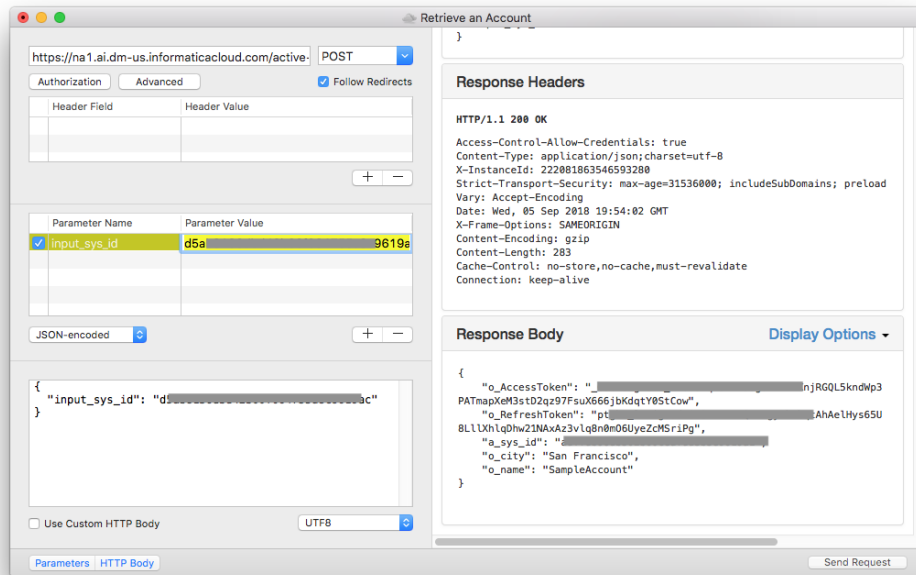 Retrieve an Account
https://na1.ai.dm-us.informaticacloud.com/active- POST
Authorization Advanced Follow Redirects
Header Field Header Value
+ −
Parameter Name Parameter Value
input_sys_id d5a 9619a
JSON-encoded + −
{
"input_sys_id": "d ac"
}
Use Custom HTTP Body UTF8
Parameters HTTP Body
}
Response Headers
HTTP/1.1 200 OK
Access-Control-Allow-Credentials: true
Content-Type: application/json;charset=utf-8
X-InstanceId: 222081863546593280
Strict-Transport-Security: max-age=31536000; includeSubDomains; preload
Vary: Accept-Encoding
Date: Wed, 05 Sep 2018 19:54:02 GMT
X-Frame-Options: SAMEORIGIN
Content-Encoding: gzip
Content-Length: 283
Cache-Control: no-store,no-cache,must-revalidate
Connection: keep-alive
Response Body Display Options
{
"o_AccessToken": "_ njRGQL5kndWp3
PATmapXeM3stD2qz97FsuX666jbKdqtY0StCow",
"o_RefreshToken": "pt AhAelHys65U
8LllXhlqDhw21NAxAz3vlq8n0mO6UyeZcMSriPg",
"a_sys_id": "a
"o_city": "San Francisco",
"o_name": "SampleAccount"
}
Send Request